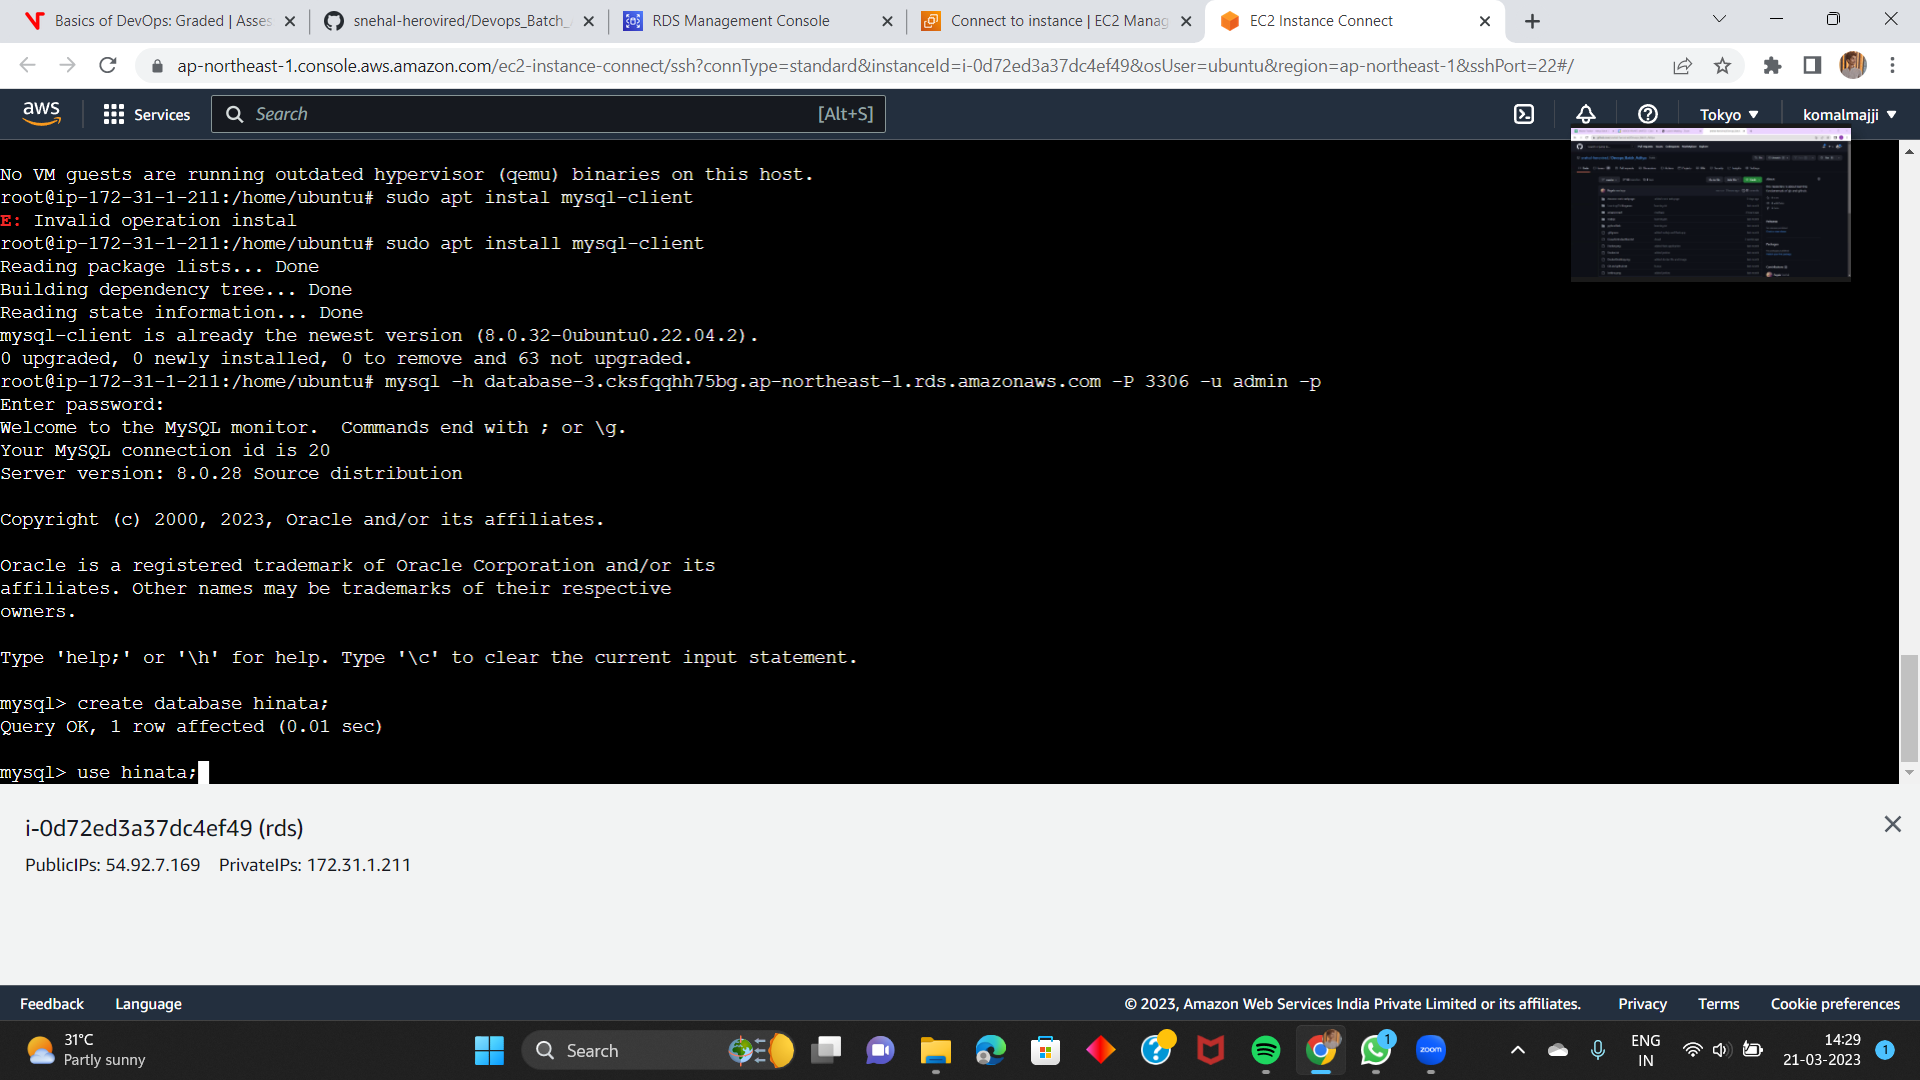 Basics of DevOps: Graded | Asses
snehal-herovired/Devops_Batch_
RDS Management Console
Connect to instance | EC2 Manag
EC2 Instance Connect
ap-northeast-1.console.aws.amazon.com/ec2-instance-connect/ssh?connType=standard&instanceId=i-0d72ed3a37dc4ef49&osUser=ubuntu&region=ap-northeast-1&sshPort=22#/
aws Services Search [Alt+S] Tokyo komalmajji
No VM guests are running outdated hypervisor (qemu) binaries on this host.
root@ip-172-31-1-211:/home/ubuntu# sudo apt instal mysql-client
E: Invalid operation instal
root@ip-172-31-1-211:/home/ubuntu# sudo apt install mysql-client
Reading package lists... Done
Building dependency tree... Done
Reading state information... Done
mysql-client is already the newest version (8.0.32-0ubuntu0.22.04.2).
0 upgraded, 0 newly installed, 0 to remove and 63 not upgraded.
root@ip-172-31-1-211:/home/ubuntu# mysql -h database-3.cksfqqhh75bg.ap-northeast-1.rds.amazonaws.com -P 3306 -u admin -p
Enter password:
Welcome to the MySQL monitor.  Commands end with ; or \g.
Your MySQL connection id is 20
Server version: 8.0.28 Source distribution
Copyright (c) 2000, 2023, Oracle and/or its affiliates.
Oracle is a registered trademark of Oracle Corporation and/or its
affiliates. Other names may be trademarks of their respective
owners.
Type 'help;' or '\h' for help. Type '\c' to clear the current input statement.
mysql> create database hinata;
Query OK, 1 row affected (0.01 sec)
mysql> use hinata;
i-0d72ed3a37dc4ef49 (rds)
PublicIPs: 54.92.7.169 PrivateIPs: 172.31.1.211
Feedback Language © 2023, Amazon Web Services India Private Limited or its affiliates. Privacy Terms Cookie preferences
31°C
Partly sunny
Search
1
zoom
ENG
IN
14:29
21-03-2023
1